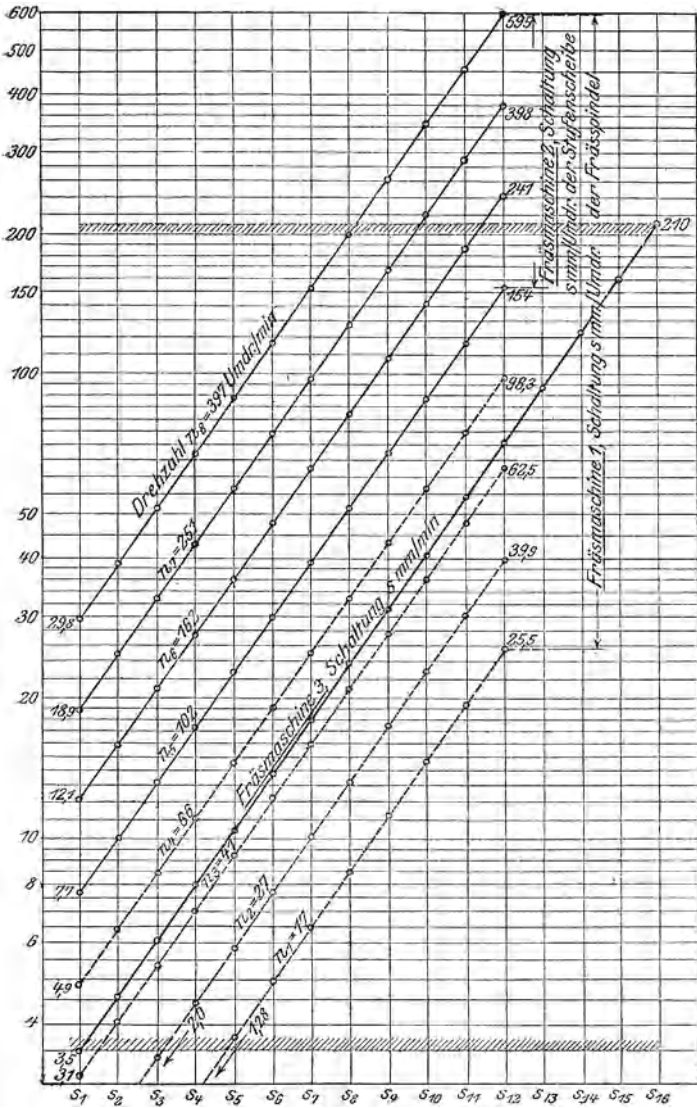 600
500
400
300
200
150
100
50
40
30
20
10
8
6
4
599
398
241
210
154
98,3
62,5
39,9
25,5
29,8
18,9
12,1
7,7
4,9
3,5
3,1
2,0
1,28
Fräsmaschine 2, Schaltung
s mm/Umdr. der Stufenscheibe
Fräsmaschine 1, Schaltung s mm/Umdr. der Frässpindel
Drehzahl n8=397 Umdr/min
n7=251
n6=162
n5=102
n4=66
Fräsmaschine 3, Schaltung s mm/min
n3=41
n2=27
n1=17
S1 S2 S3 S4 S5 S6 S7 S8 S9 S10 S11 S12 S13 S14 S15 S16